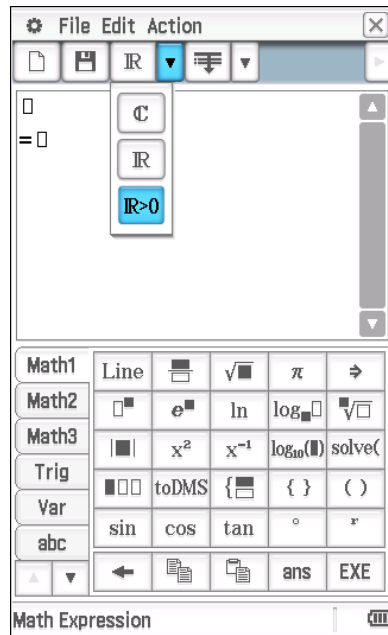 File Edit Action
ℝ
ℂ
ℝ
ℝ>0
=
Math1
Math2
Math3
Trig
Var
abc
Line √■ π ⇒
□■ e■ ln log■□ ■√□
|■| x² x⁻¹ log₁₀(■) solve(
■□□ toDMS { { } ( )
sin cos tan ° r
ans EXE
Math Expression